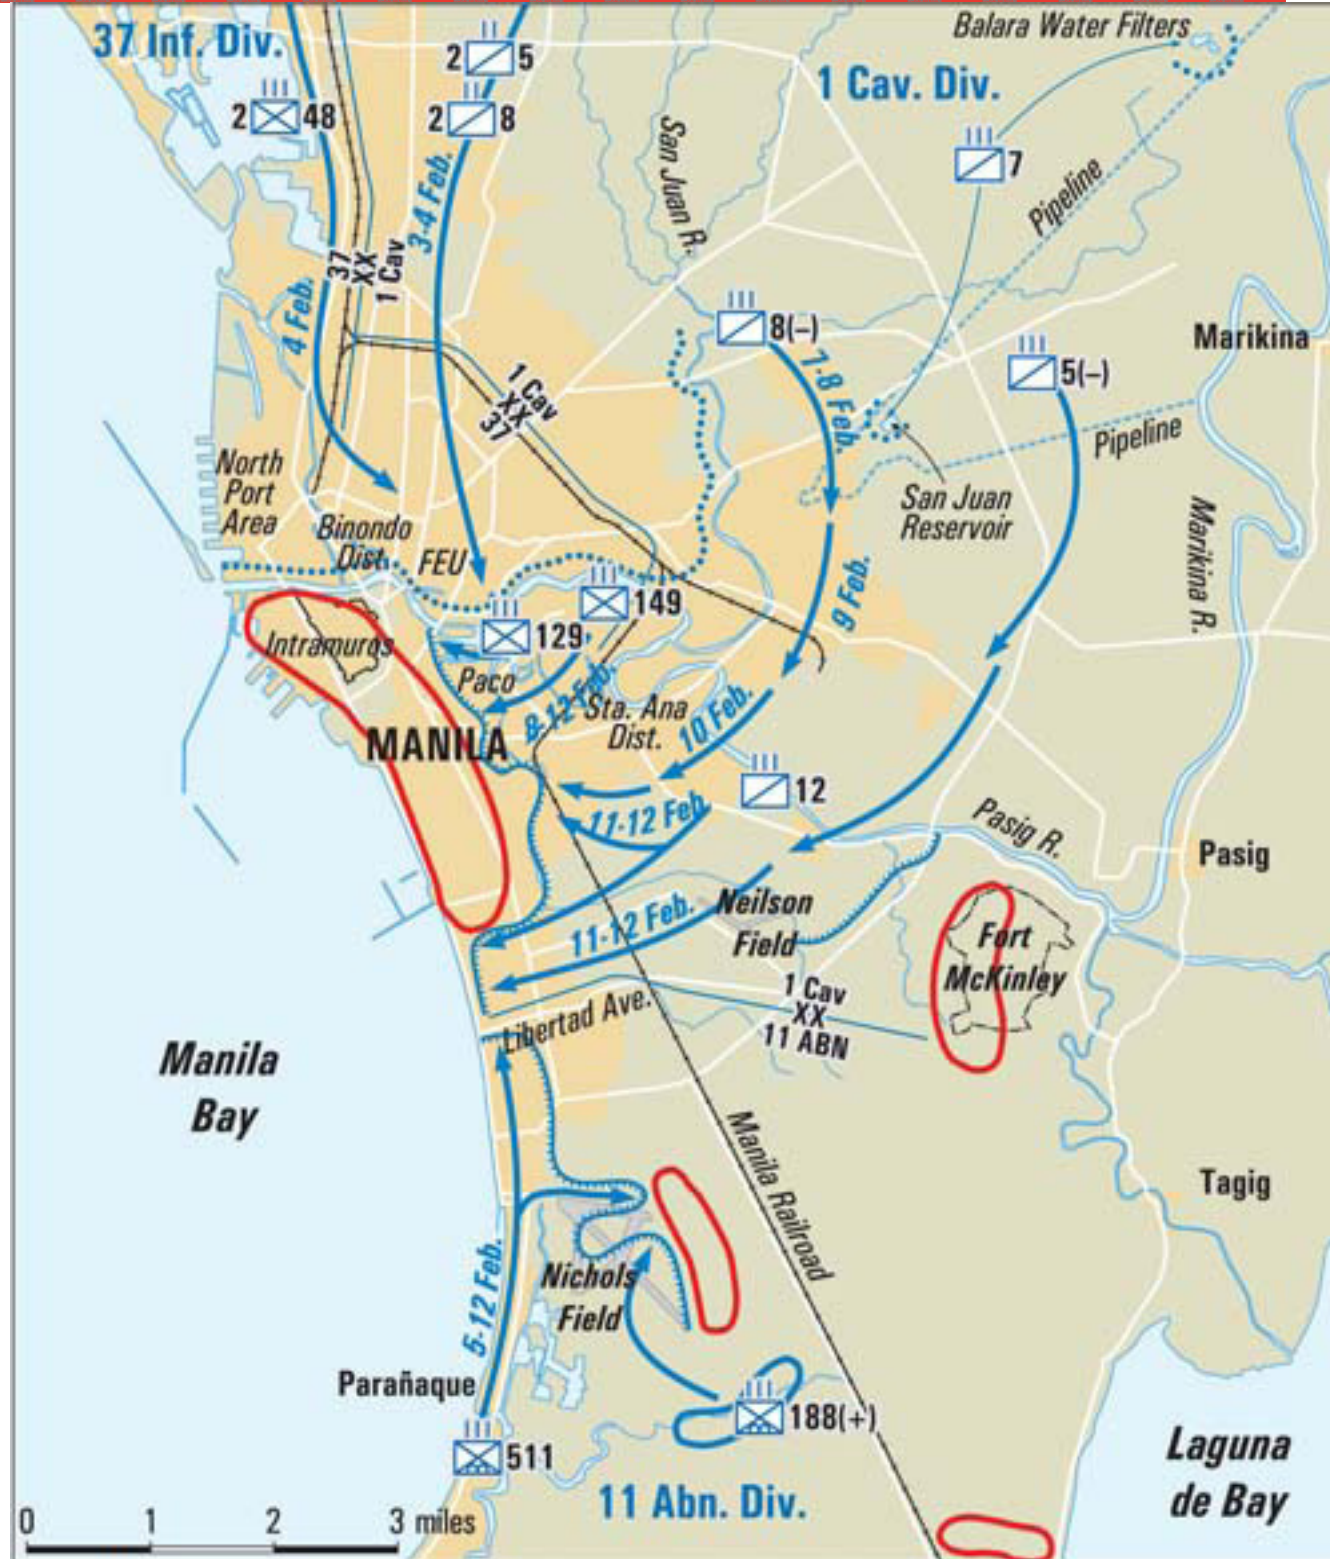 Balara Water Filters
37 Inf. Div.
2 5
1 Cav. Div.
2 48
2 8
San Juan R.
7
3-4 Feb.
Pipeline
37
XX
1 Cav
4 Feb.
8(–)
Marikina
7-8 Feb.
5(–)
1 Cav
XX
37
Pipeline
North
Port
Area
San Juan
Reservoir
Binondo
Dist.
FEU
Marikina R.
9 Feb.
149
129
Intramuros
Paco
8-12 Feb.
Sta. Ana
Dist.
10 Feb.
MANILA
12
11-12 Feb.
Pasig R.
Pasig
Neilson
Field
11-12 Feb.
Fort
McKinley
1 Cav
XX
11 ABN
Libertad Ave.
Manila
Bay
Manila Railroad
Tagig
Nichols
Field
5-12 Feb.
Parañaque
188(+)
511
Laguna
de Bay
11 Abn. Div.
0 1 2 3 miles